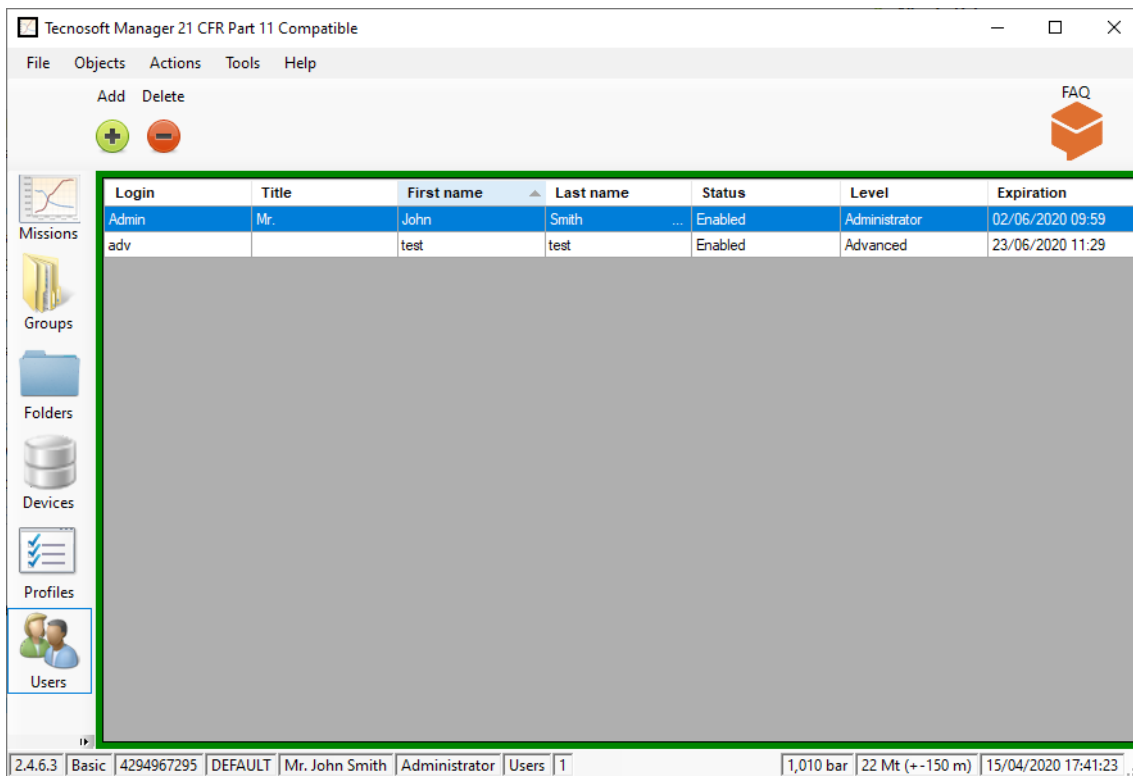 Tecnosoft Manager 21 CFR Part 11 Compatible
File Objects Actions Tools Help
Add Delete
FAQ
Login Title First name Last name Status Level Expiration
Admin Mr. John Smith ... Enabled Administrator 02/06/2020 09:59
adv test test Enabled Advanced 23/06/2020 11:29
Missions
Groups
Folders
Devices
Profiles
Users
2.4.6.3 Basic 4294967295 DEFAULT Mr. John Smith Administrator Users 1 1,010 bar 22 Mt (+-150 m) 15/04/2020 17:41:23